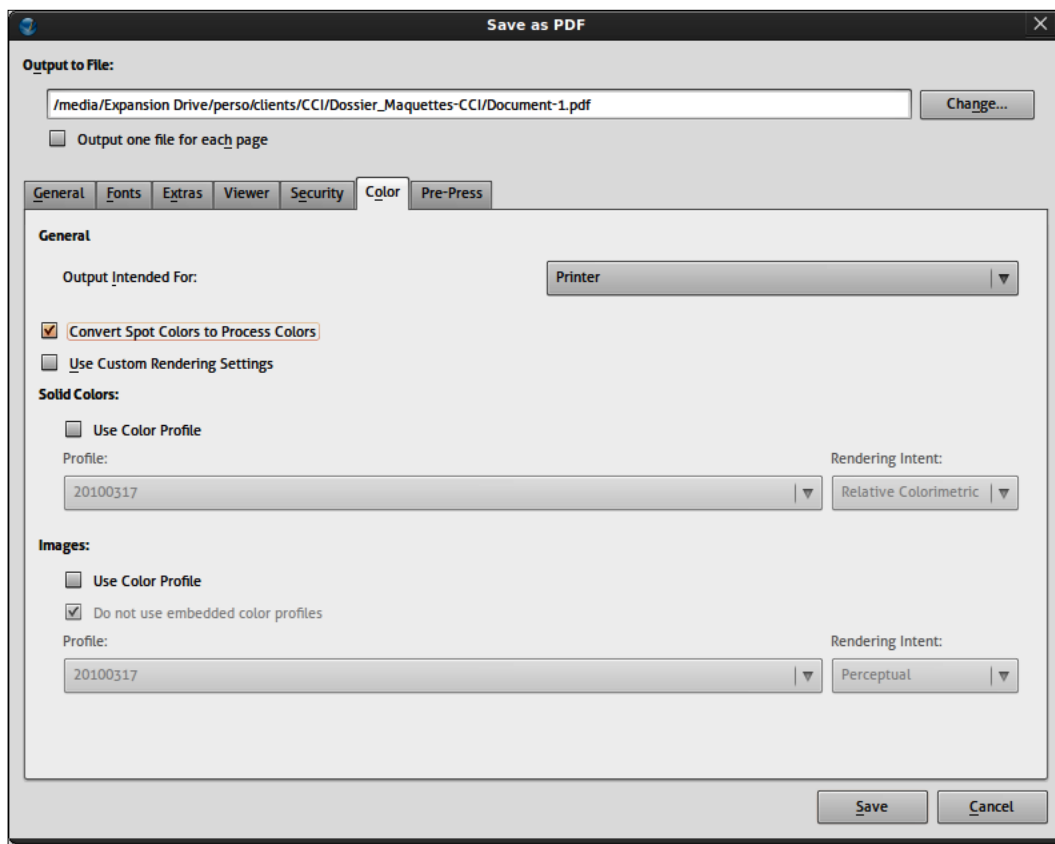 Save as PDF
Output to File:
/media/Expansion Drive/perso/clients/CCI/Dossier_Maquettes-CCI/Document-1.pdf
Change...
Output one file for each page
General Fonts Extras Viewer Security Color Pre-Press
General
Output Intended For: Printer
Convert Spot Colors to Process Colors
Use Custom Rendering Settings
Solid Colors:
Use Color Profile
Profile: Rendering Intent:
20100317 Relative Colorimetric
Images:
Use Color Profile
Do not use embedded color profiles
Profile: Rendering Intent:
20100317 Perceptual
Save Cancel